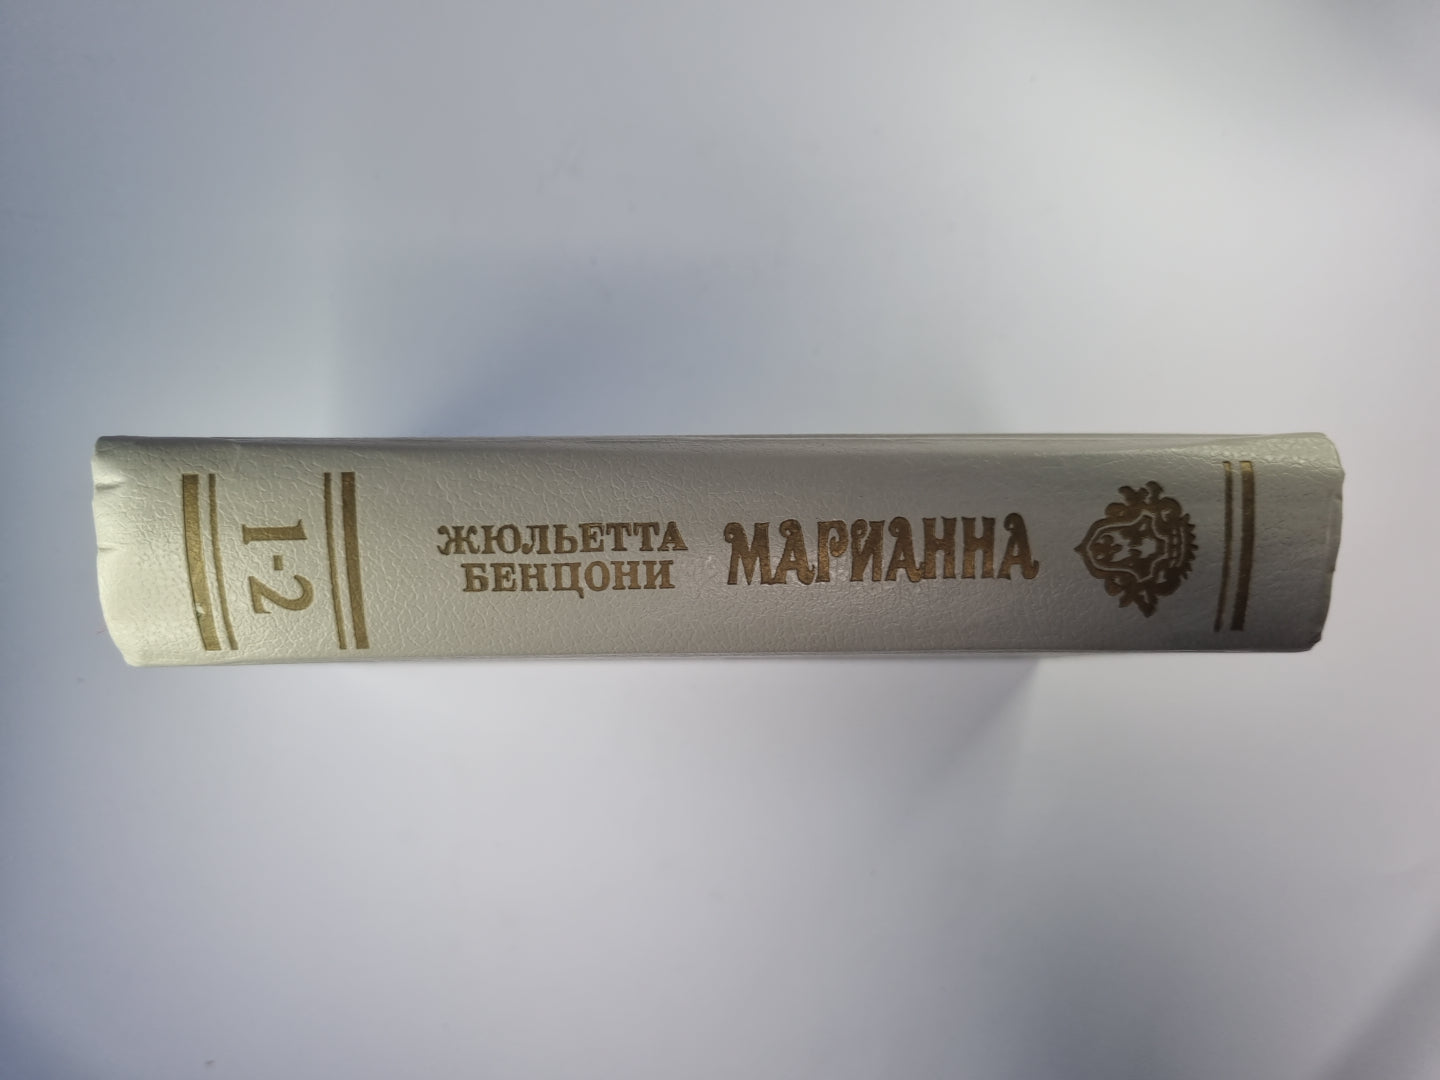 ЖЮЛЬЕТТА
БЕНЦОНИ
МАРИАННА
1-2